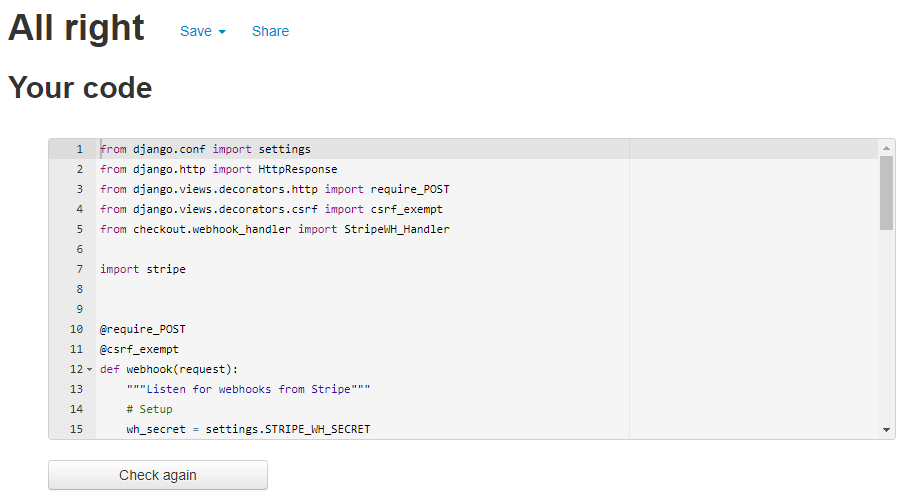 All right Save Share
Your code
1 from django.conf import settings
2 from django.http import HttpResponse
3 from django.views.decorators.http import require_POST
4 from django.views.decorators.csrf import csrf_exempt
5 from checkout.webhook_handler import StripeWH_Handler
6
7 import stripe
8
9
10 @require_POST
11 @csrf_exempt
12 def webhook(request):
13     """Listen for webhooks from Stripe"""
14     # Setup
15     wh_secret = settings.STRIPE_WH_SECRET
Check again